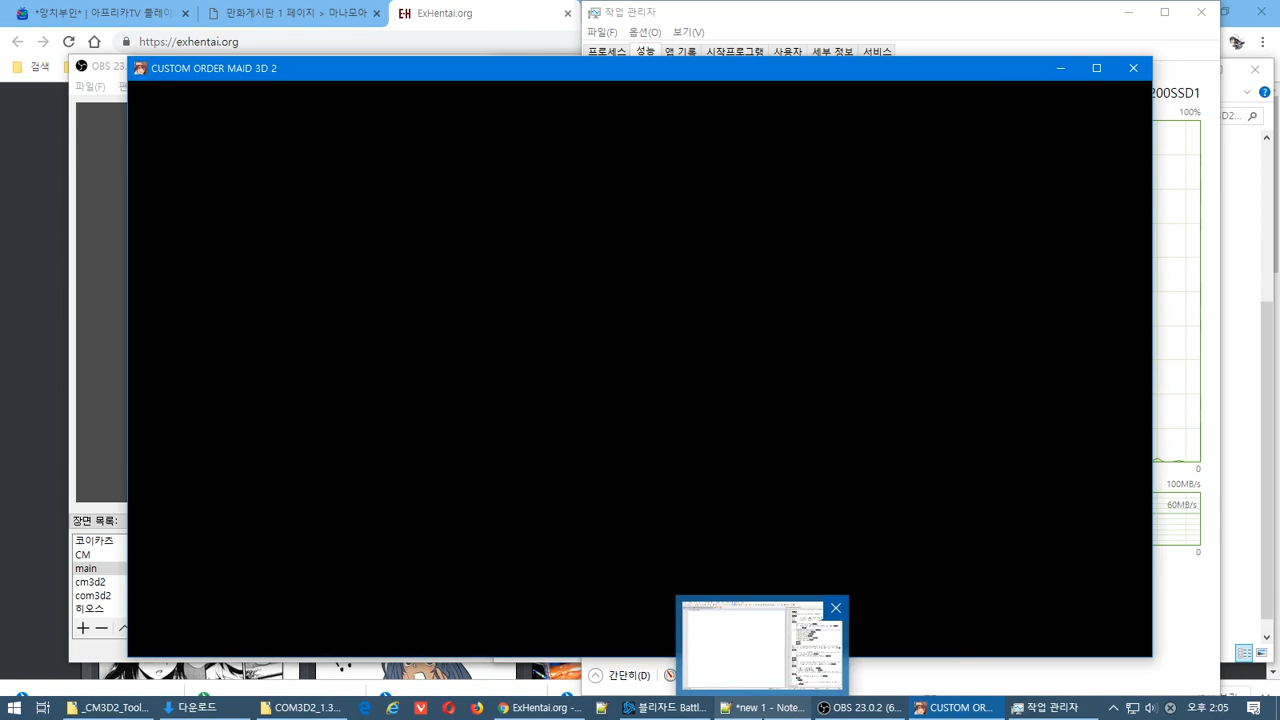 *망치부인* | 아프리카TV 플레이
만화게시판 1 페이지 > 마나모아
ExHentai.org
작업 관리자
https://exhentai.org
파일(F) 옵션(O) 보기(V)
프로세스 성능 앱 기록 시작프로그램 사용자 세부 정보 서비스
검색
OBS 23.
파일(F)
CUSTOM ORDER MAID 3D 2
200SSD1
100%
D2...
0
100MB/s
60MB/s
0
장면 목록:
코이카츠
CM
main
cm3d2
com3d2
히오스
간단히(D)
_CM3D2_Tool...
다운로드
COM3D2_1.3...
ExHentai.org -...
블리자드 Battl...
*new 1 - Note...
OBS 23.0.2 (6...
CUSTOM OR...
작업 관리자
오후 2:05